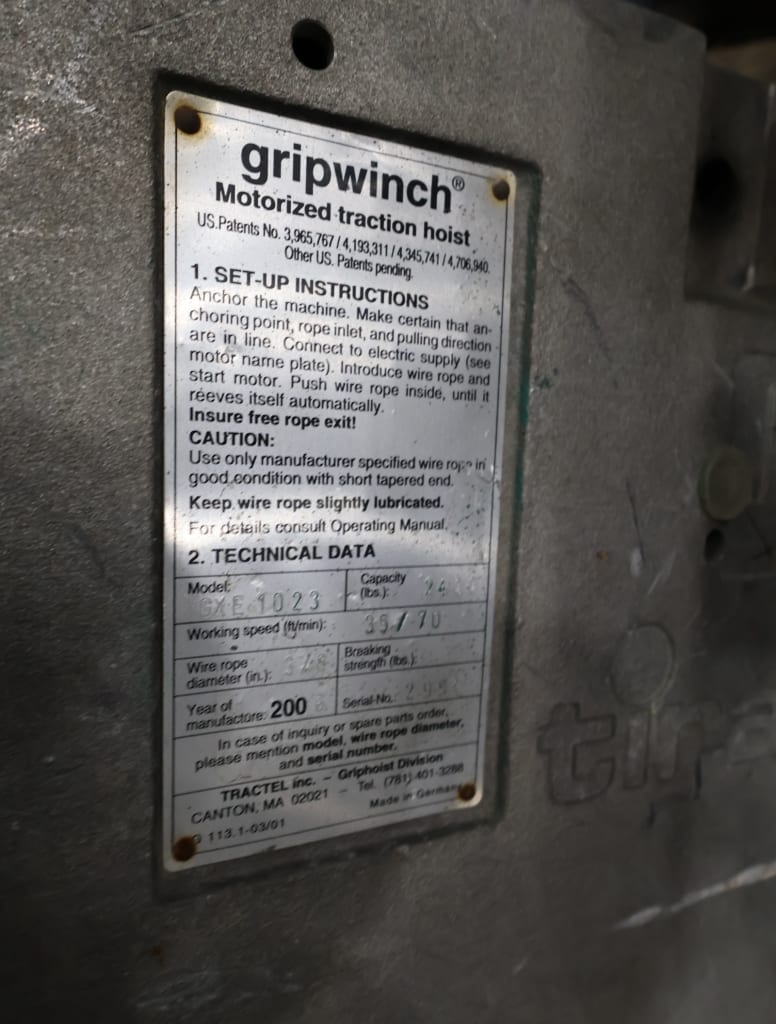 gripwinch®
Motorized traction hoist
US.Patents No. 3,965,767 / 4,193,311 / 4,345,741 / 4,706,940.
Other US. Patents pending.
1. SET-UP INSTRUCTIONS
Anchor the machine. Make certain that an-
choring point, rope inlet, and pulling direction
are in line. Connect to electric supply (see
motor name plate). Introduce wire rope and
start motor. Push wire rope inside, until it
reeves itself automatically.
Insure free rope exit!
CAUTION:
Use only manufacturer specified wire rope in
good condition with short tapered end.
Keep wire rope slightly lubricated.
For details consult Operating Manual.
2. TECHNICAL DATA
Model: 1023
Capacity (lbs.):
Working speed (ft/min): 35/70
Wire rope diameter (in.):
Breaking strength (lbs.):
Year of manufactore: 200
Serial-No.:
In case of inquiry or spare parts order,
please mention model, wire rope diameter,
and serial number.
TRACTEL inc. – Griphoist Division
CANTON, MA 02021 – Tel. (781) 401-3288
Made in Germany
113.1-03/01